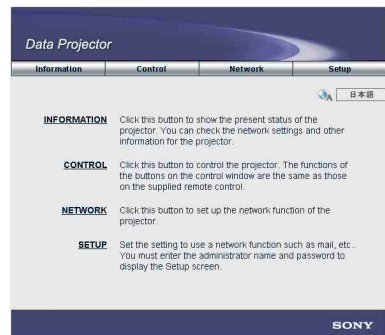 Data Projector
Information Control Network Setup
日本語
INFORMATION Click this button to show the present status of the
projector. You can check the network settings and other
information for the projector.
CONTROL Click this button to control the projector. The functions of
the buttons on the control window are the same as those
on the supplied remote control.
NETWORK Click this button to set up the network function of the
projector.
SETUP Set the setting to use a network function such as mail, etc..
You must enter the administrator name and password to
display the Setup screen.
SONY